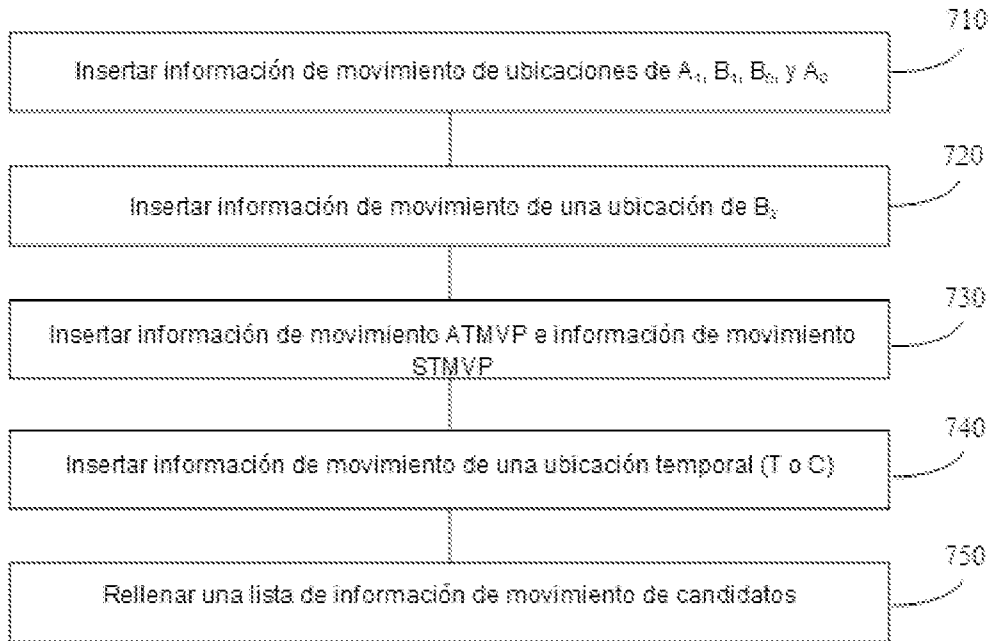 710
Insertar información de movimiento de ubicaciones de A₁, B₁, B₀, y A₀
720
Insertar información de movimiento de una ubicación de B₂
730
Insertar información de movimiento ATMVP e información de movimiento
STMVP
740
Insertar información de movimiento de una ubicación temporal (T o C)
750
Rellenar una lista de información de movimiento de candidatos